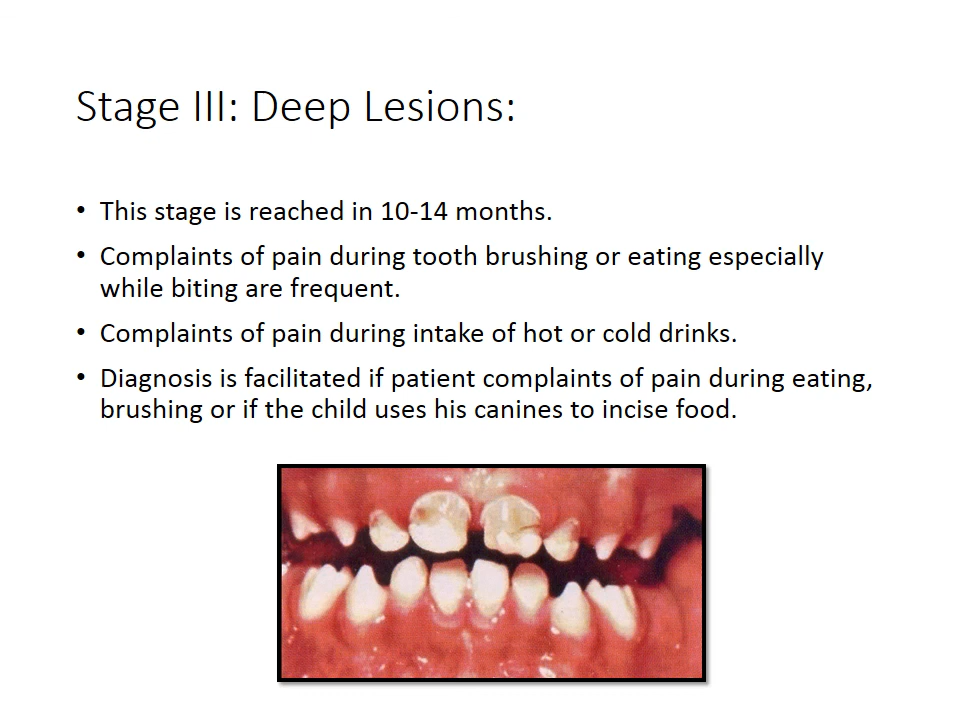 Stage III: Deep Lesions:
• This stage is reached in 10-14 months.
• Complaints of pain during tooth brushing or eating especially
while biting are frequent.
• Complaints of pain during intake of hot or cold drinks.
• Diagnosis is facilitated if patient complaints of pain during eating,
brushing or if the child uses his canines to incise food.